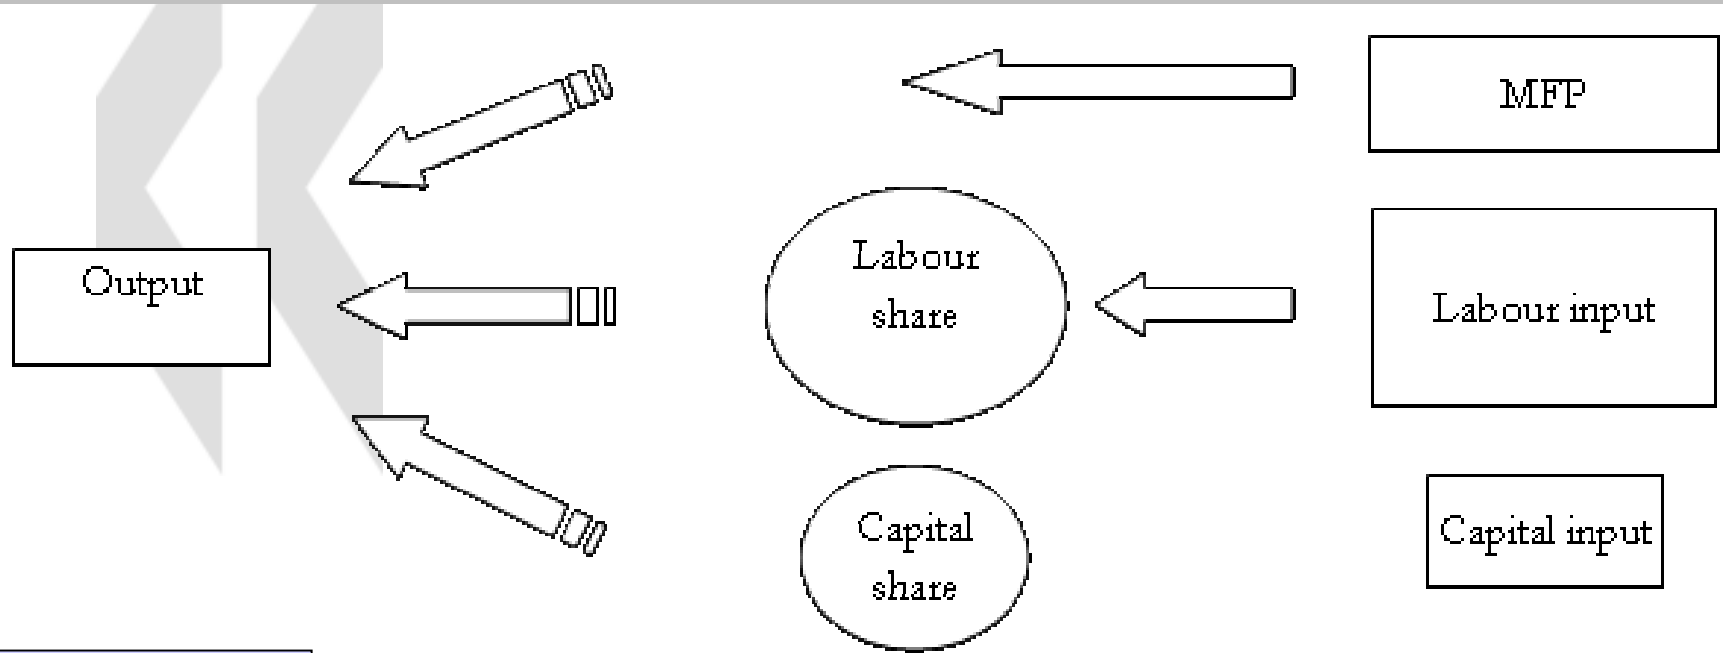 MFP
Output
Labour
share
Labour input
Capital
share
Capital input